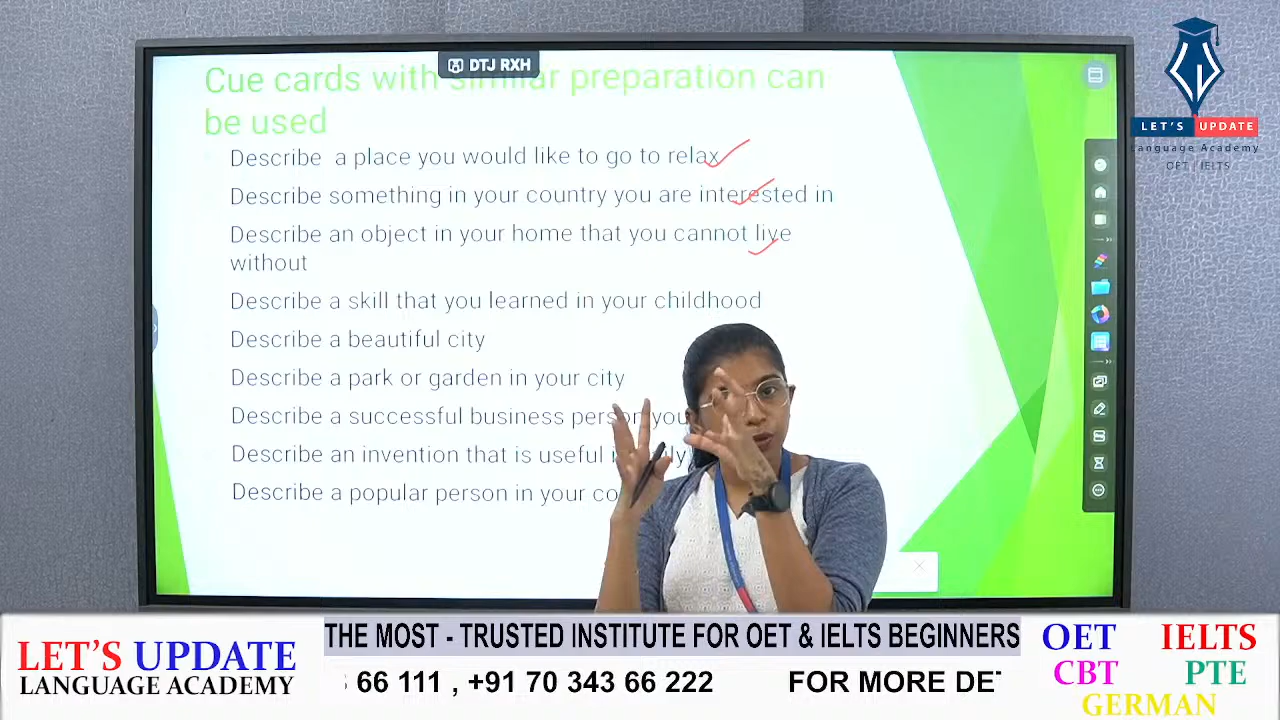 DTJ RXH
Cue cards with similar preparation can
be used
Describe a place you would like to go to relax
Describe something in your country you are interested in
Describe an object in your home that you cannot live
without
Describe a skill that you learned in your childhood
Describe a beautiful city
Describe a park or garden in your city
Describe a successful business person you
Describe an invention that is useful
Describe a popular person in your
LET'S UPDATE
Language Academy
OET | IELTS
LET'S UPDATE
LANGUAGE ACADEMY
THE MOST - TRUSTED INSTITUTE FOR OET & IELTS BEGINNERS
66 111 , +91 70 343 66 222 FOR MORE
OET IELTS
CBT PTE
GERMAN